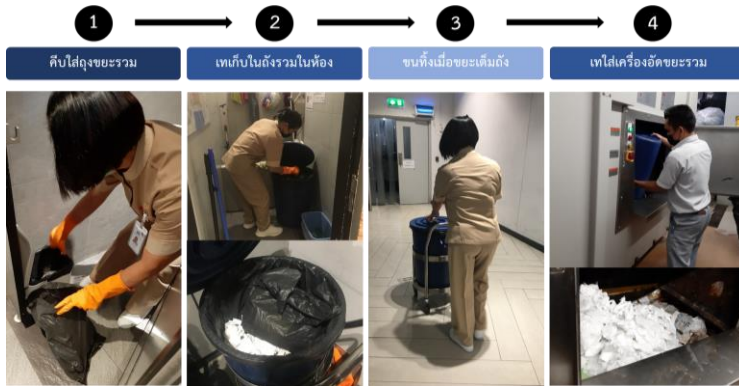 1
2
3
4
คีบใส่ถุงขยะรวม
เทเก็บในถังรวมในห้อง
ขนทิ้งเมื่อขยะเต็มถัง
เทใส่เครื่องอัดขยะรวม